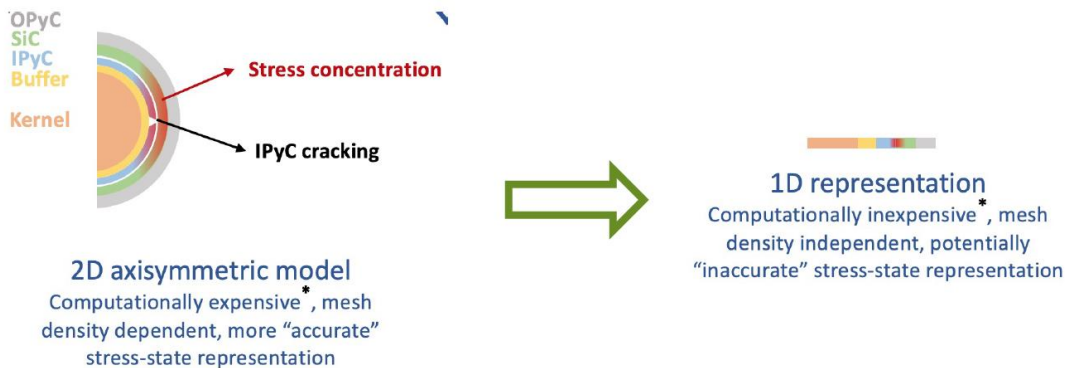 OPyC
SiC
IPyC
Buffer
Kernel
Stress concentration
IPyC cracking
2D axisymmetric model
Computationally expensive*, mesh
density dependent, more “accurate”
stress-state representation
1D representation
Computationally inexpensive*, mesh
density independent, potentially
“inaccurate” stress-state representation